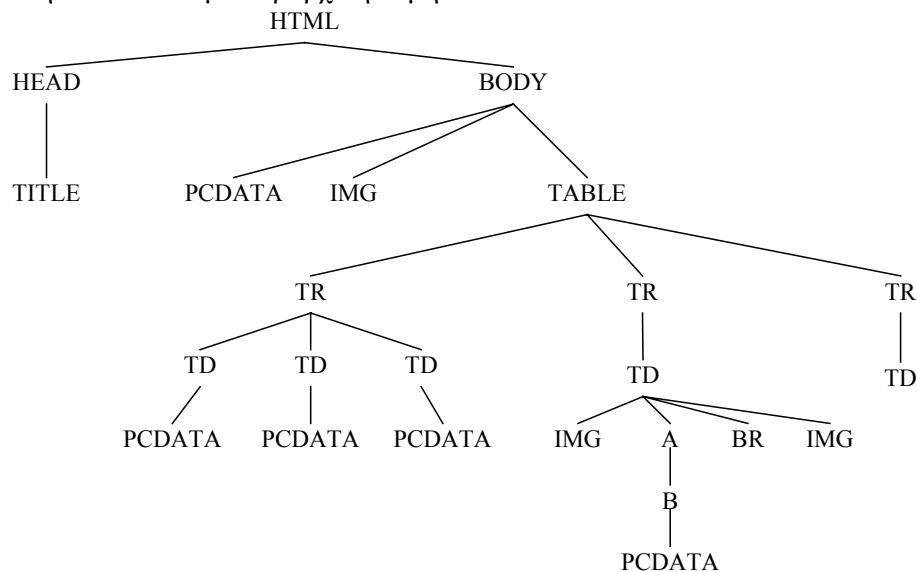 HTML
HEAD BODY
TITLE PCDATA IMG TABLE
TR TR TR
TD TD TD TD TD
PCDATA PCDATA PCDATA IMG A BR IMG
B
PCDATA